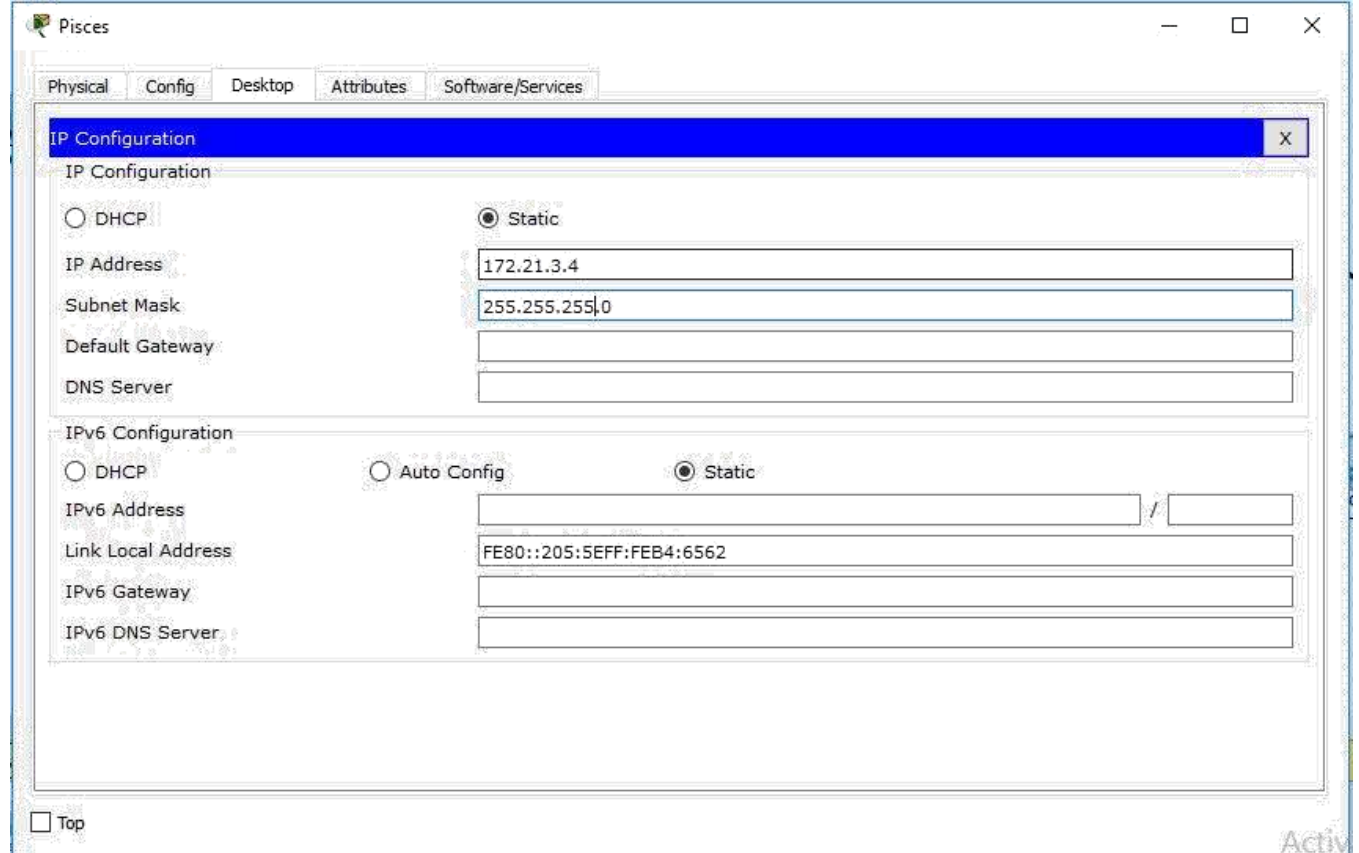 Pisces
Physical Config Desktop Attributes Software/Services
IP Configuration X
IP Configuration
DHCP Static
IP Address 172.21.3.4
Subnet Mask 255.255.255.0
Default Gateway
DNS Server
IPv6 Configuration
DHCP Auto Config Static
IPv6 Address /
Link Local Address FE80::205:5EFF:FEB4:6562
IPv6 Gateway
IPv6 DNS Server
Top
Activ